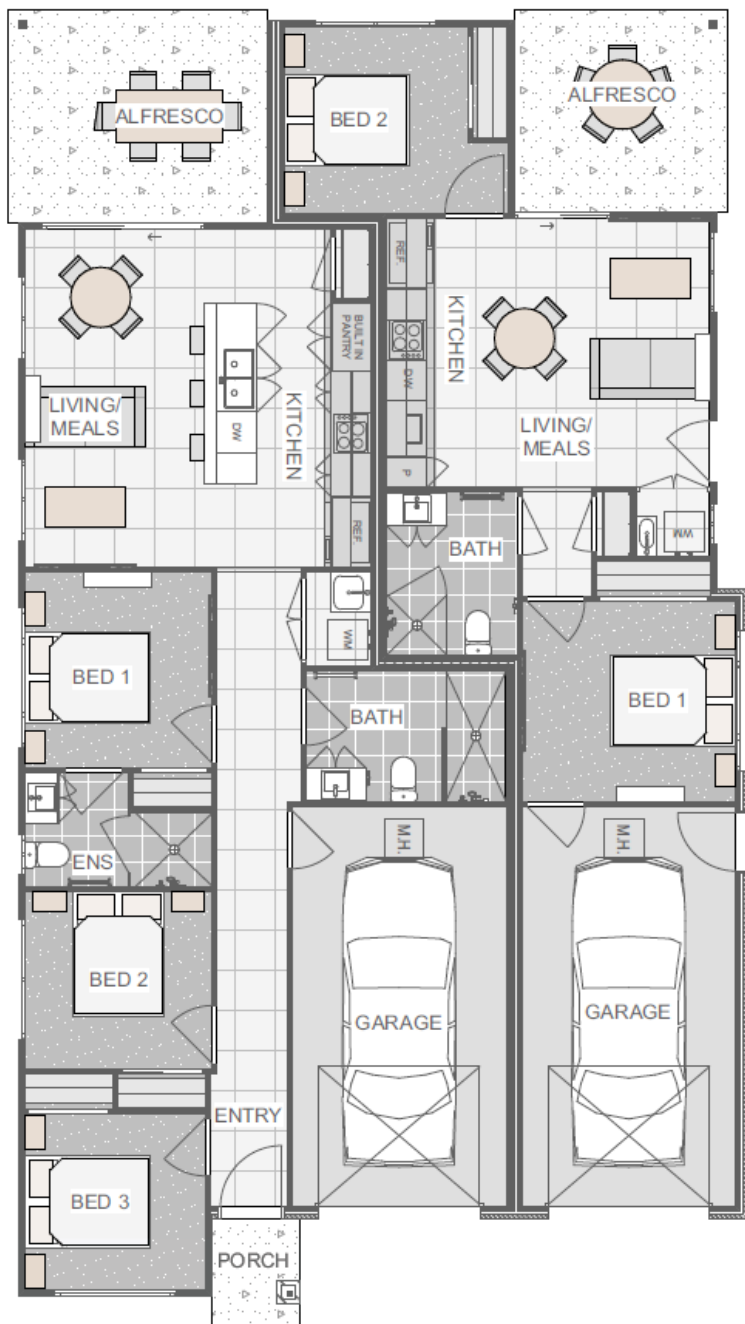 BED 2
ALFRESCO
ALFRESCO
REF.
KITCHEN
DW
P
LIVING/
MEALS
BUILT IN
PANTRY
KITCHEN
DW
REF.
LIVING/
MEALS
WM
BATH
WM
BED 1
BATH
BED 1
ENS
M.H.
M.H.
BED 2
GARAGE
GARAGE
ENTRY
BED 3
PORCH